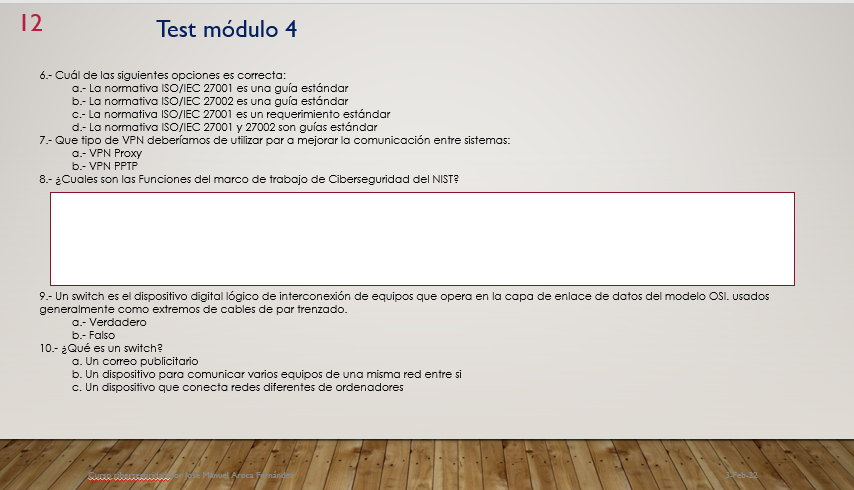 12
Test módulo 4
6.- Cuál de las siguientes opciones es correcta:
a.- La normativa ISO/IEC 27001 es una guía estándar
b.- La normativa ISO/IEC 27002 es una guía estándar
c.- La normativa ISO/IEC 27001 es un requerimiento estándar
d.- La normativa ISO/IEC 27001 y 27002 son guías estándar
7.- Que tipo de VPN deberíamos de utilizar par a mejorar la comunicación entre sistemas:
a.- VPN Proxy
b.- VPN PPTP
8.- ¿Cuales son las Funciones del marco de trabajo de Ciberseguridad del NIST?
9.- Un switch es el dispositivo digital lógico de interconexión de equipos que opera en la capa de enlace de datos del modelo OSI. usados
generalmente como extremos de cables de par trenzado.
a.- Verdadero
b.- Falso
10.- ¿Qué es un switch?
a. Un correo publicitario
b. Un dispositivo para comunicar varios equipos de una misma red entre si
c. Un dispositivo que conecta redes diferentes de ordenadores
Curso ciberseguridad por José Manuel Aroca Fernández
3-Feb-20